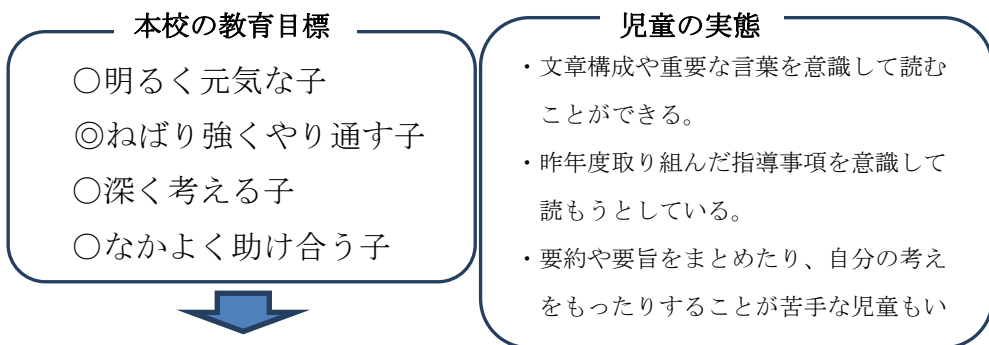 本校の教育目標
○明るく元気な子
◎ねばり強くやり通す子
○深く考える子
○なかよく助け合う子
児童の実態
・文章構成や重要な言葉を意識して読む
ことができる。
・昨年度取り組んだ指導事項を意識して
読もうとしている。
・要約や要旨をまとめたり、自分の考え
をもったりすることが苦手な児童もい